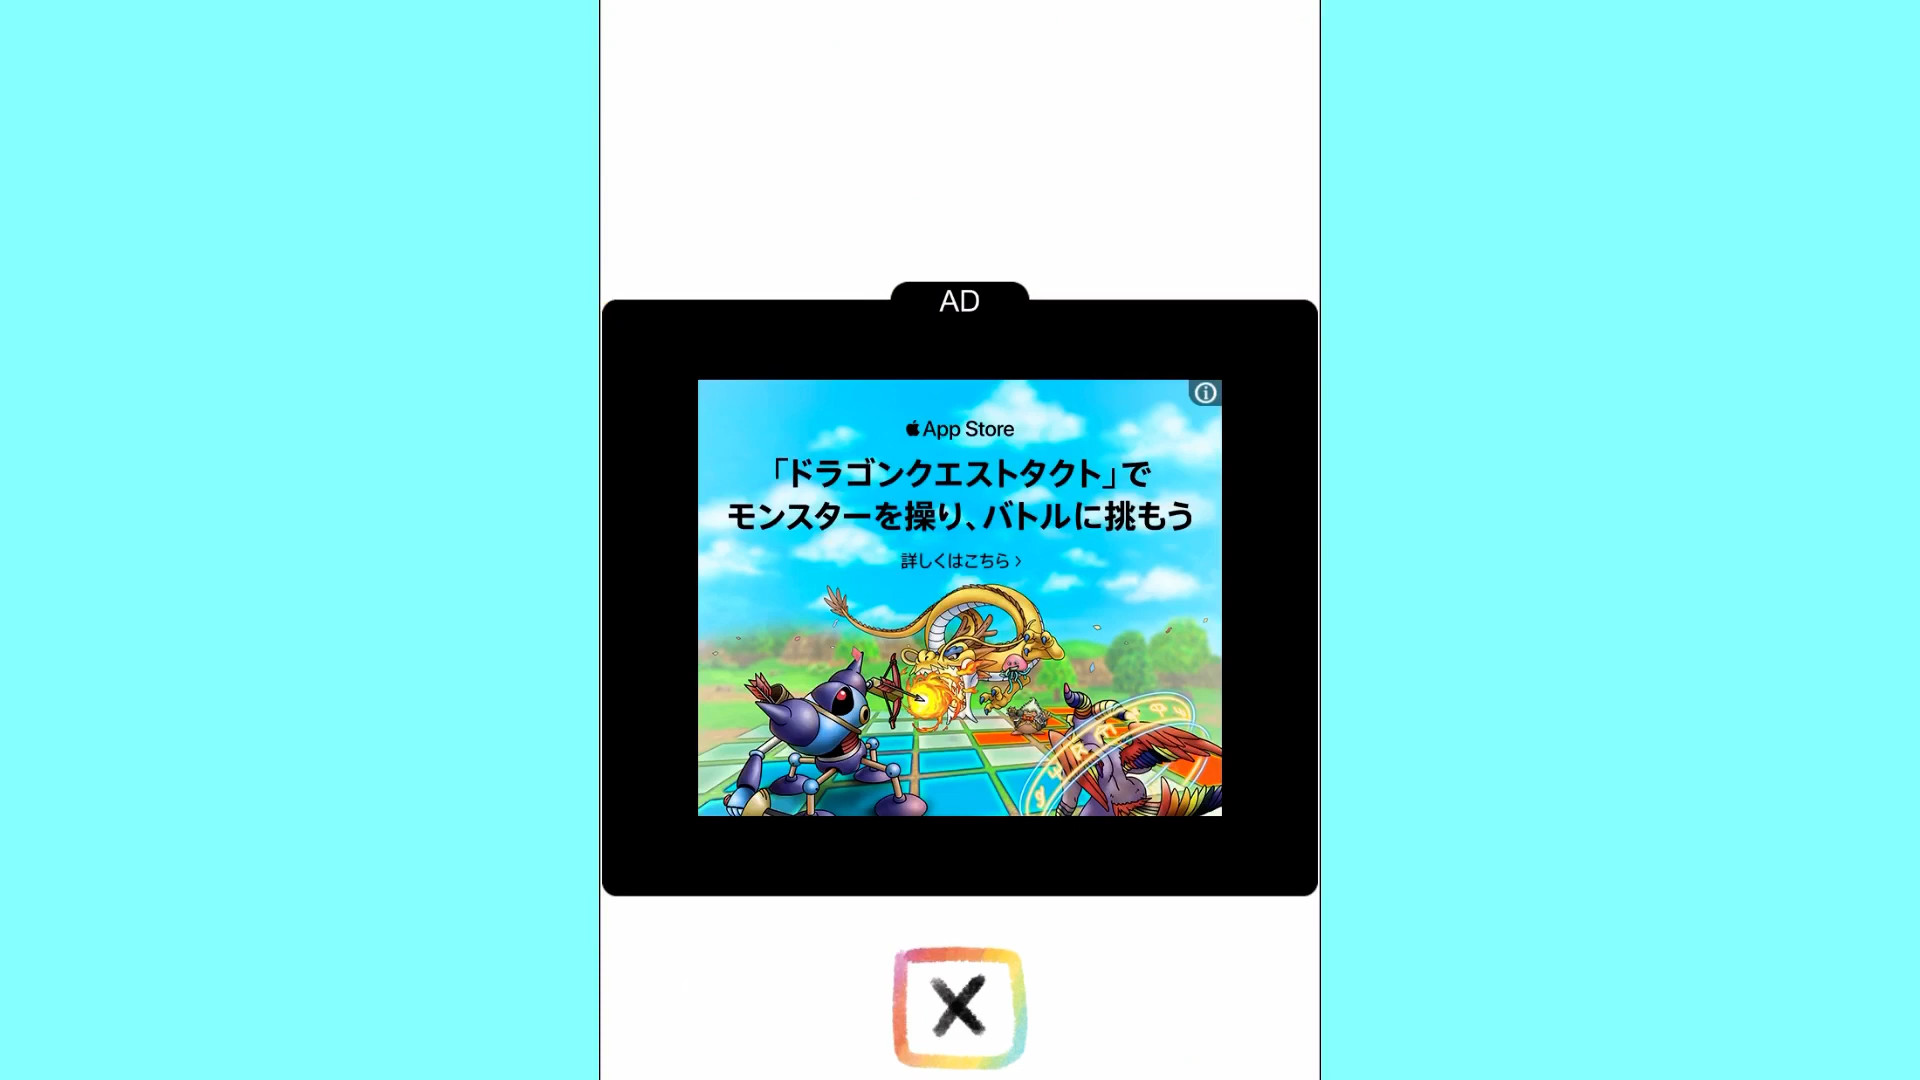 AD
App Store
「ドラゴンクエストタクト」で
モンスターを操り、バトルに挑もう
詳しくはこちら ›
X